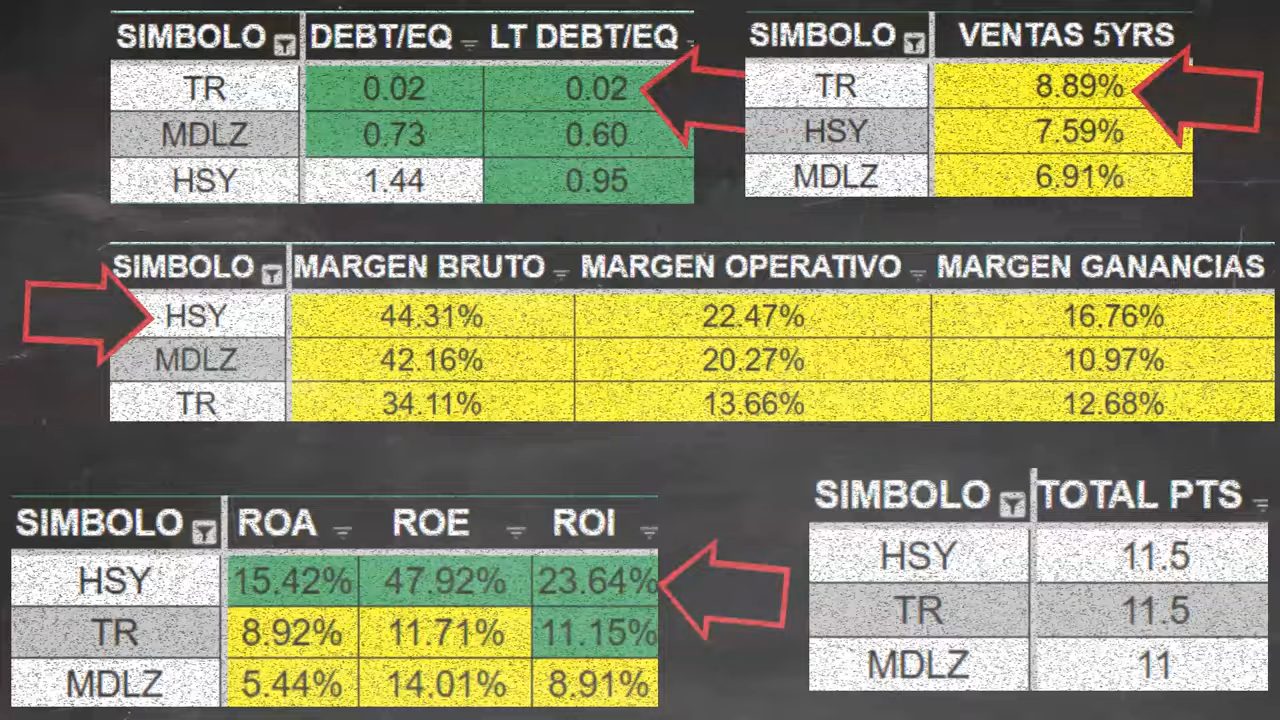 SIMBOLO DEBT/EQ LT DEBT/EQ
TR 0.02 0.02
MDLZ 0.73 0.60
HSY 1.44 0.95
SIMBOLO VENTAS 5YRS
TR 8.89%
HSY 7.59%
MDLZ 6.91%
SIMBOLO MARGEN BRUTO MARGEN OPERATIVO MARGEN GANANCIAS
HSY 44.31% 22.47% 16.76%
MDLZ 42.16% 20.27% 10.97%
TR 34.11% 13.66% 12.68%
SIMBOLO ROA ROE ROI
HSY 15.42% 47.92% 23.64%
TR 8.92% 11.71% 11.15%
MDLZ 5.44% 14.01% 8.91%
SIMBOLO TOTAL PTS
HSY 11.5
TR 11.5
MDLZ 11